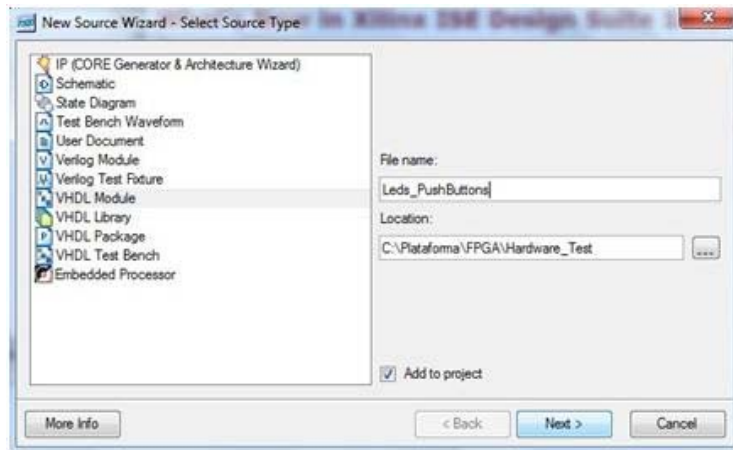 New Source Wizard - Select Source Type
IP (CORE Generator & Architecture Wizard)
Schematic
State Diagram
Test Bench Waveform
User Document
Verilog Module
Verilog Test Fixture
VHDL Module
VHDL Library
VHDL Package
VHDL Test Bench
Embedded Processor
File name:
Leds_PushButtons
Location:
C:\Plataforma\FPGA\Hardware_Test
...
Add to project
More Info
< Back
Next >
Cancel